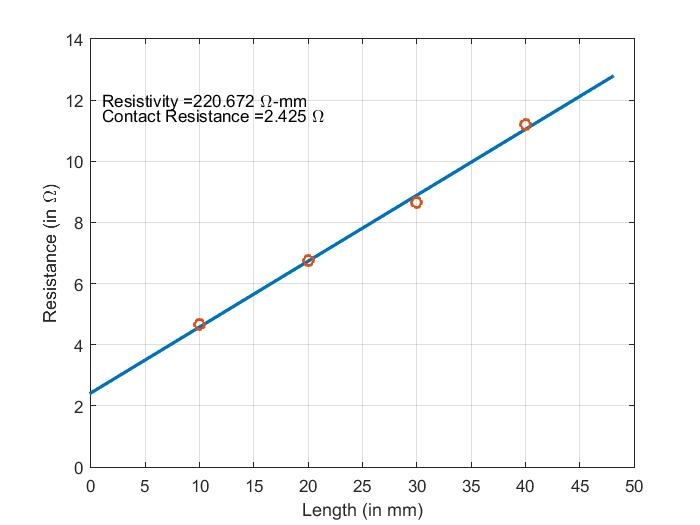 14
12
10
8
6
4
2
0
Resistivity =220.672 Ω-mm
Contact Resistance =2.425 Ω
Resistance (in Ω)
0 5 10 15 20 25 30 35 40 45 50
Length (in mm)